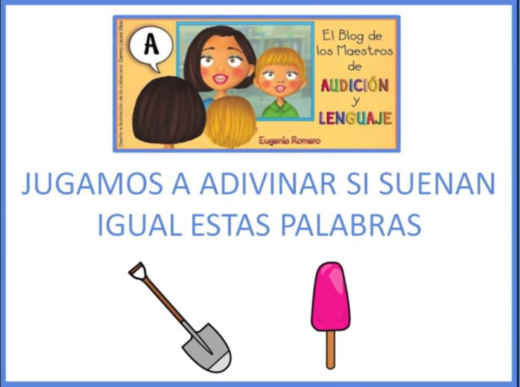 A
El Blog de
los Maestros
de
AUDICIÓN
y
LENGUAJE
Eugenia Romero
JUGAMOS A ADIVINAR SI SUENAN
IGUAL ESTAS PALABRAS